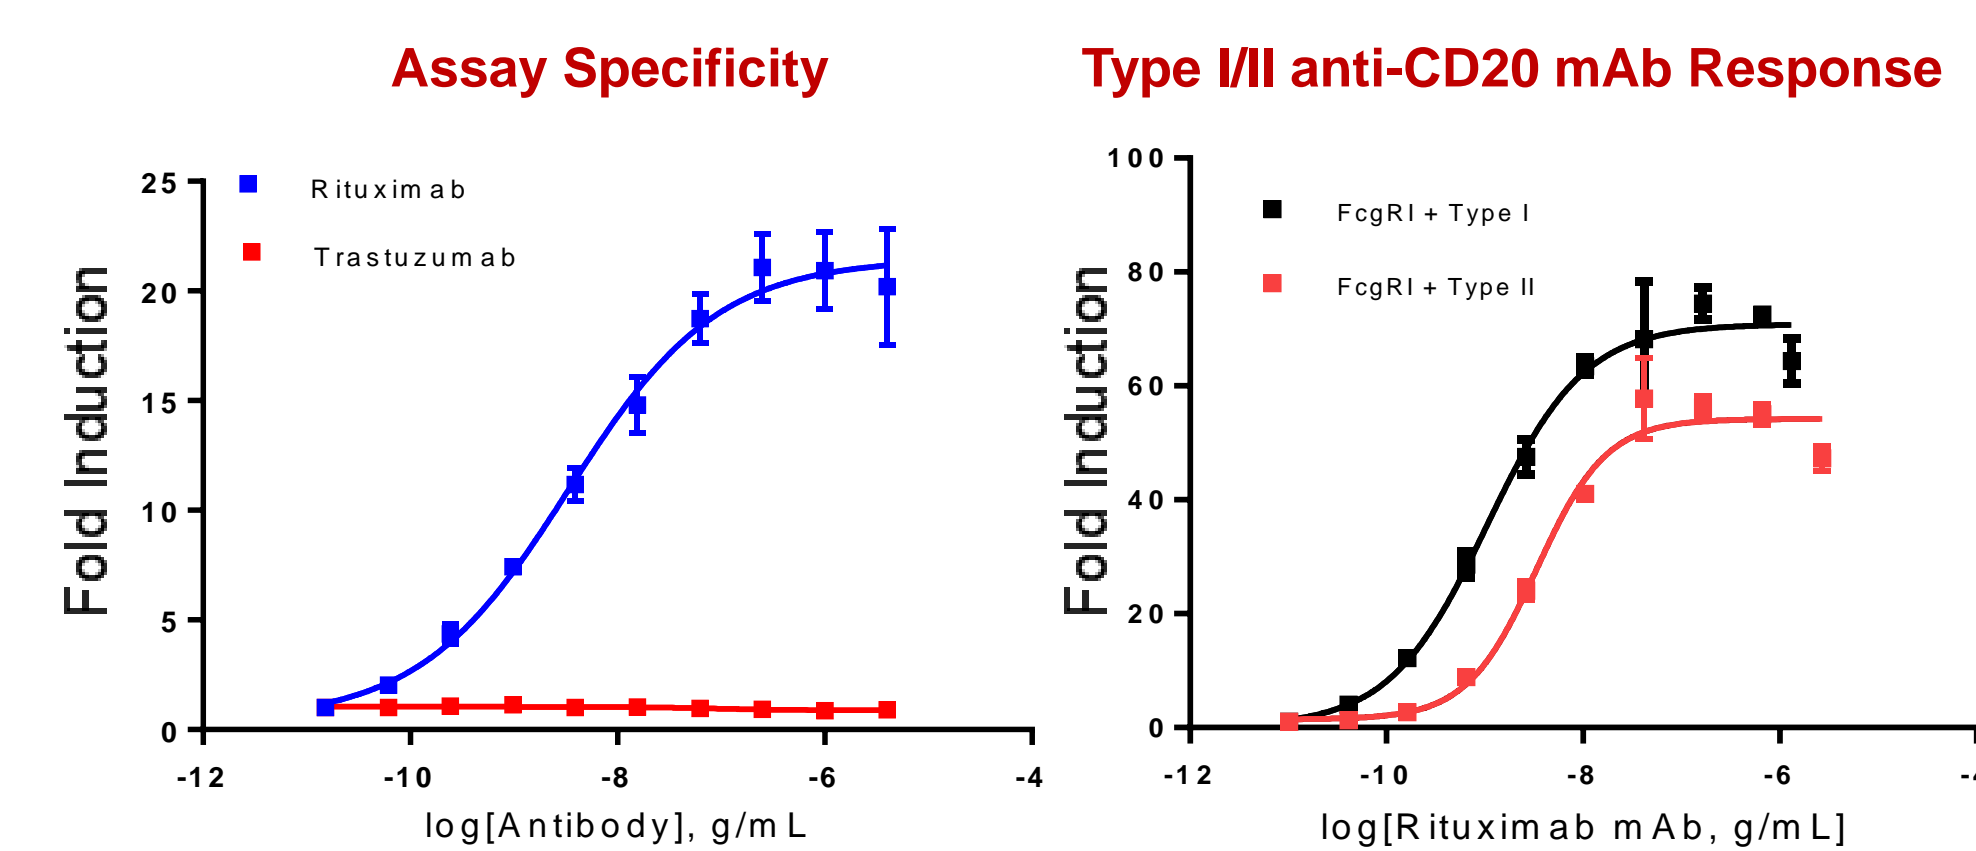 Assay Specificity
25
20
15
10
5
0
-12
-10
-8
-6
-4
Rituximab
Trastuzumab
Fold Induction
log[Antibody], g/mL
Type I/II anti-CD20 mAb Response
100
80
60
40
20
0
-12
-10
-8
-6
FcgRI + Type I
FcgRI + Type II
Fold Induction
log[Rituximab mAb, g/mL]